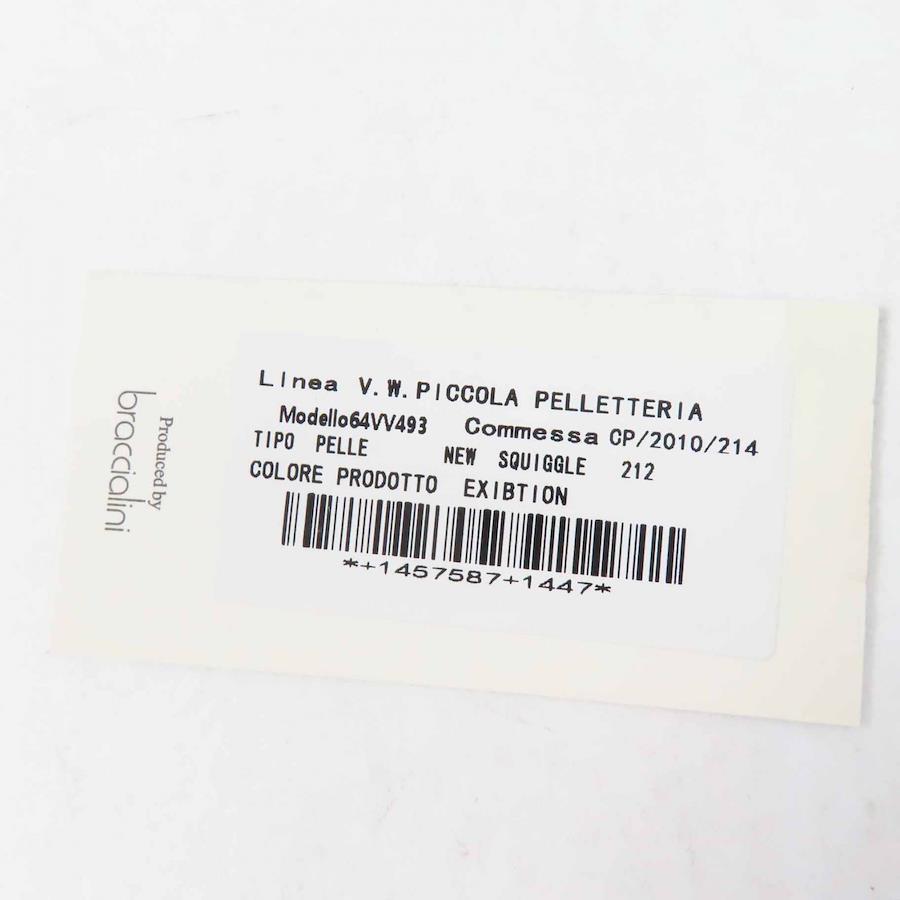 Linea V.W.PICCOLA PELLETTERIA
Modello64VV493 Commessa CP/2010/214
TIPO PELLE NEW SQUIGGLE 212
COLORE PRODOTTO EXIBTION
*+1457587+1447*
Produced by
braccialini